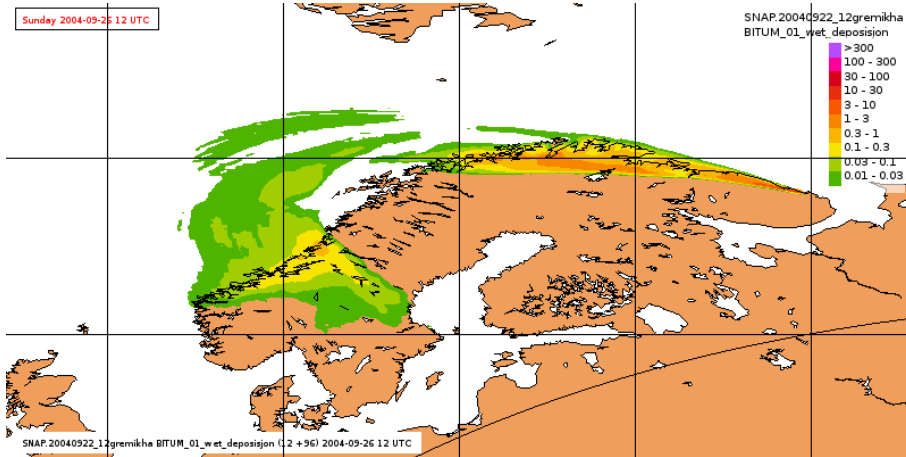 Sunday 2004-09-26 12 UTC
SNAP.20040922_12gremikha
BITUM_01_wet_deposisjon
>300
100 - 300
30 - 100
10 - 30
3 - 10
1 - 3
0.3 - 1
0.1 - 0.3
0.03 - 0.1
0.01 - 0.03
SNAP.20040922_12gremikha BITUM_01_wet_deposisjon (12 +96) 2004-09-26 12 UTC